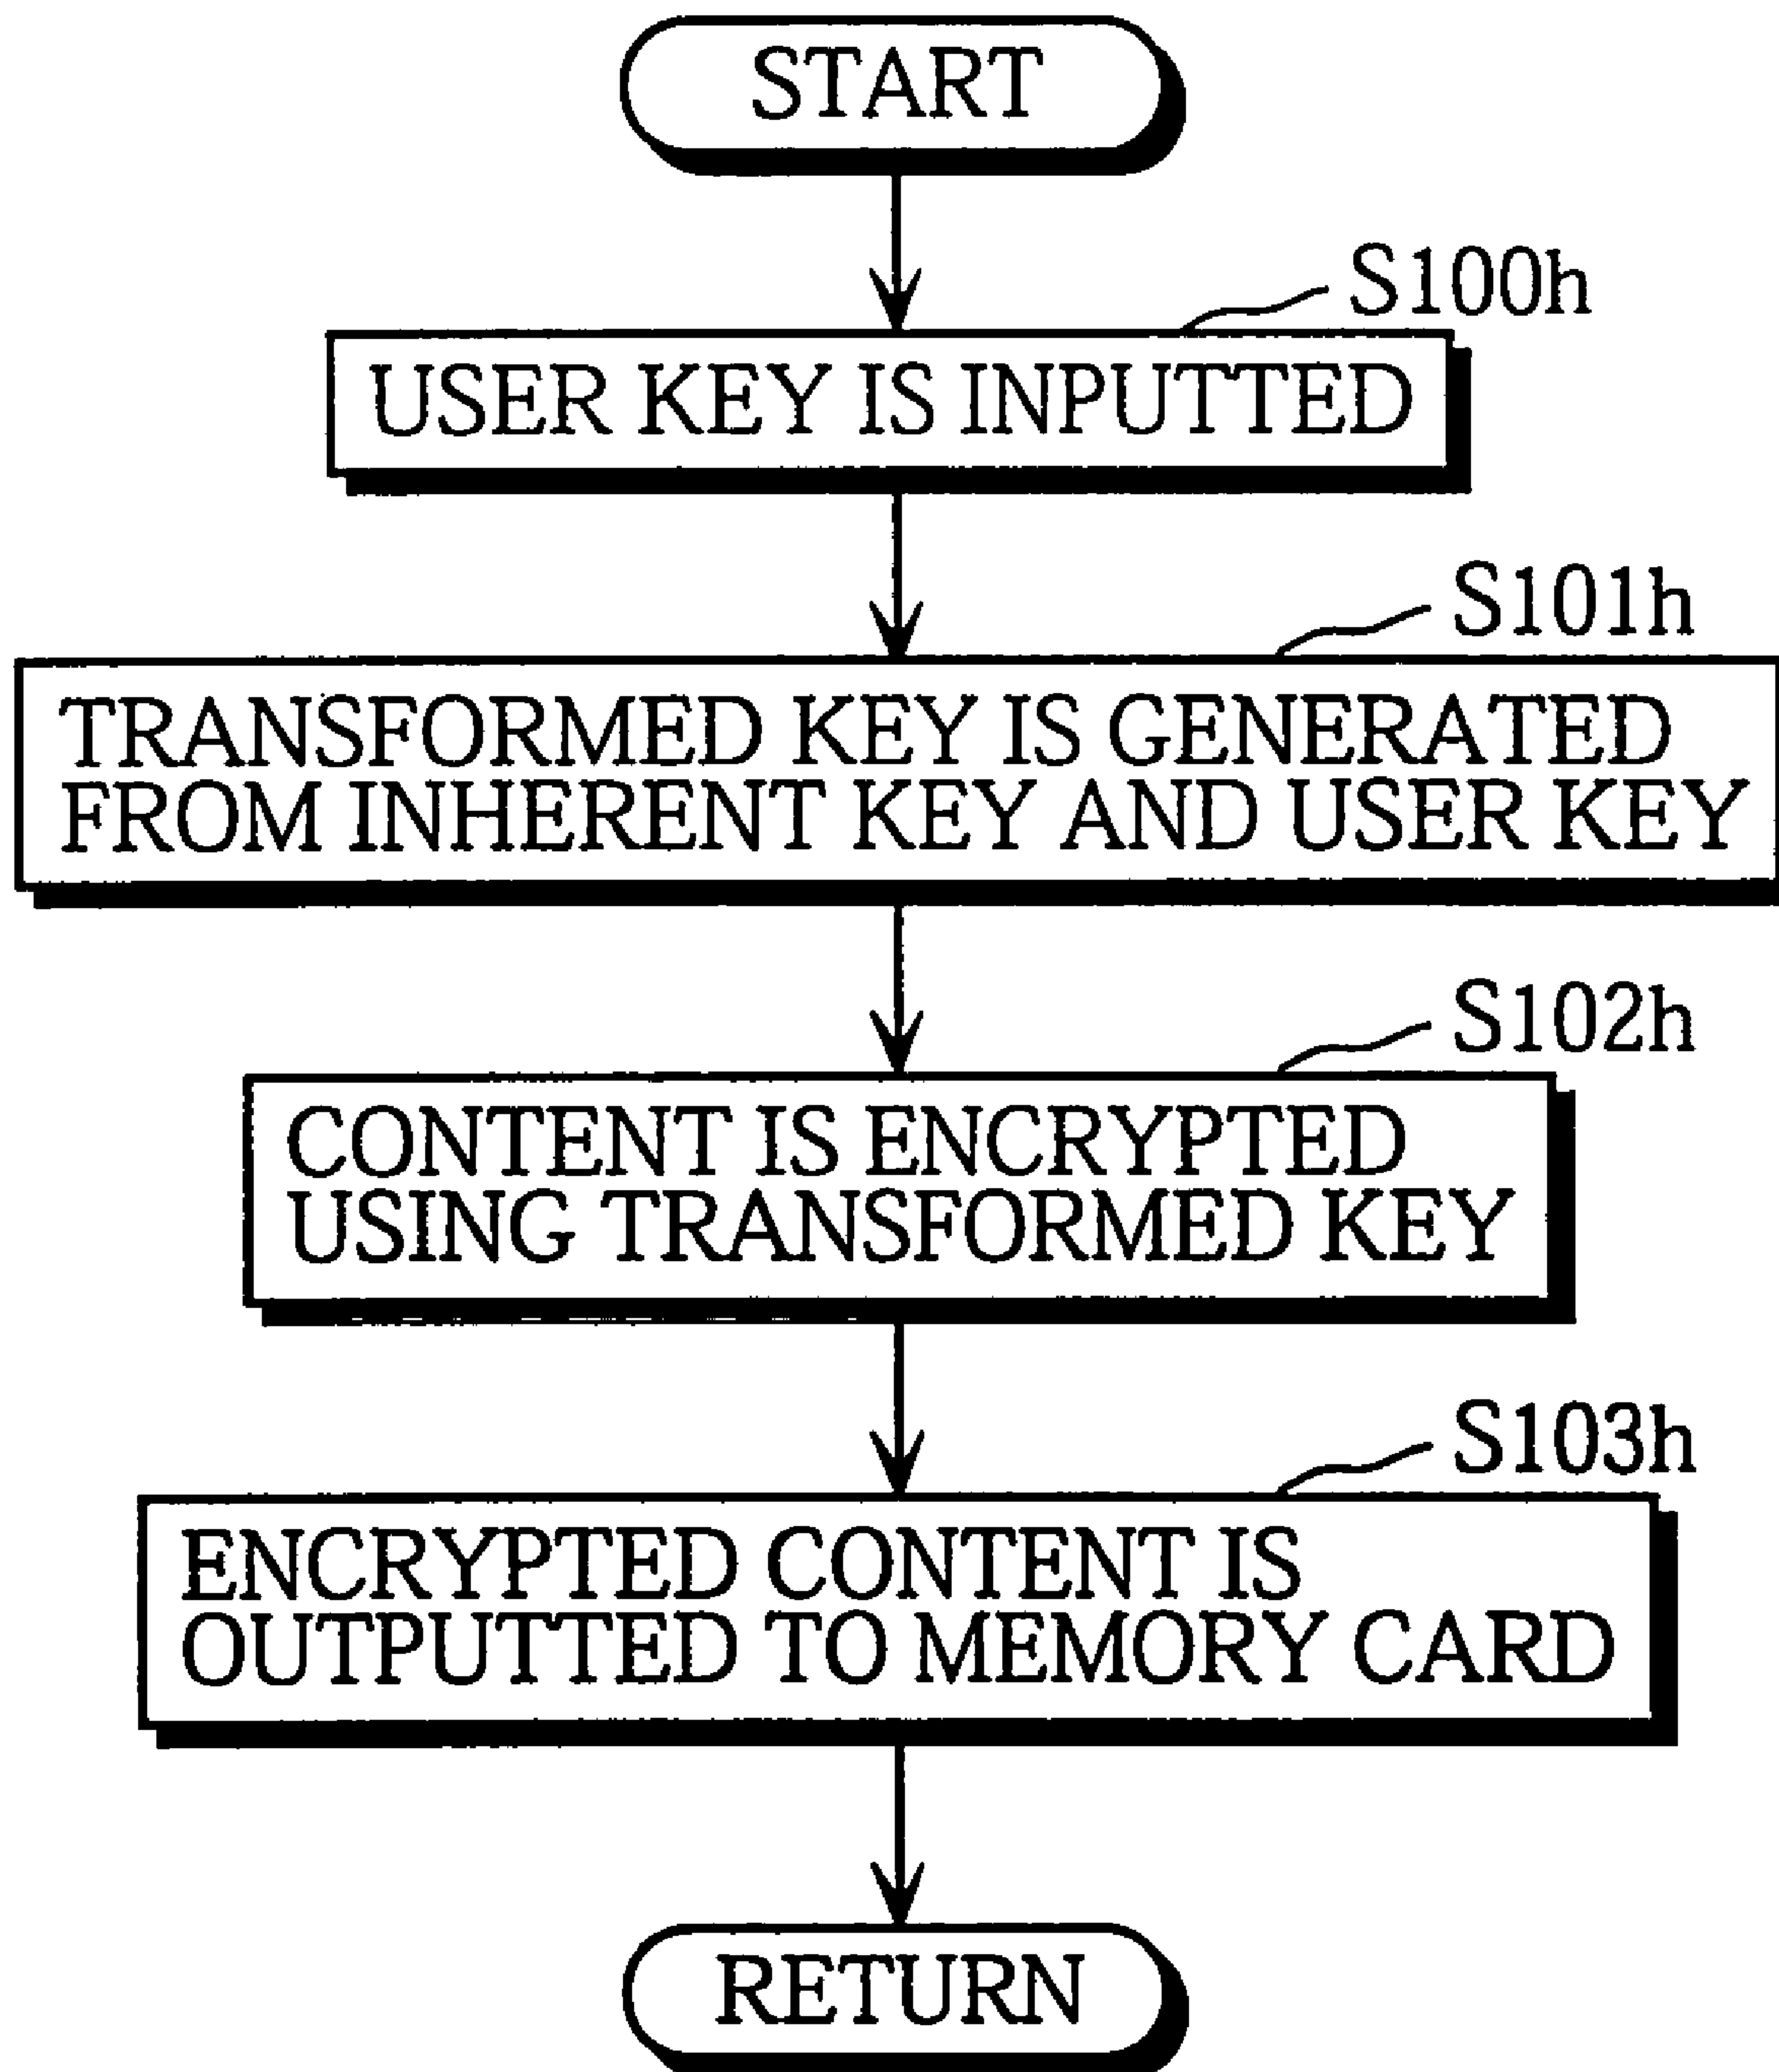 START
S100h
USER KEY IS INPUTTED
S101h
TRANSFORMED KEY IS GENERATED
FROM INHERENT KEY AND USER KEY
S102h
CONTENT IS ENCRYPTED
USING TRANSFORMED KEY
S103h
ENCRYPTED CONTENT IS
OUTPUTTED TO MEMORY CARD
RETURN